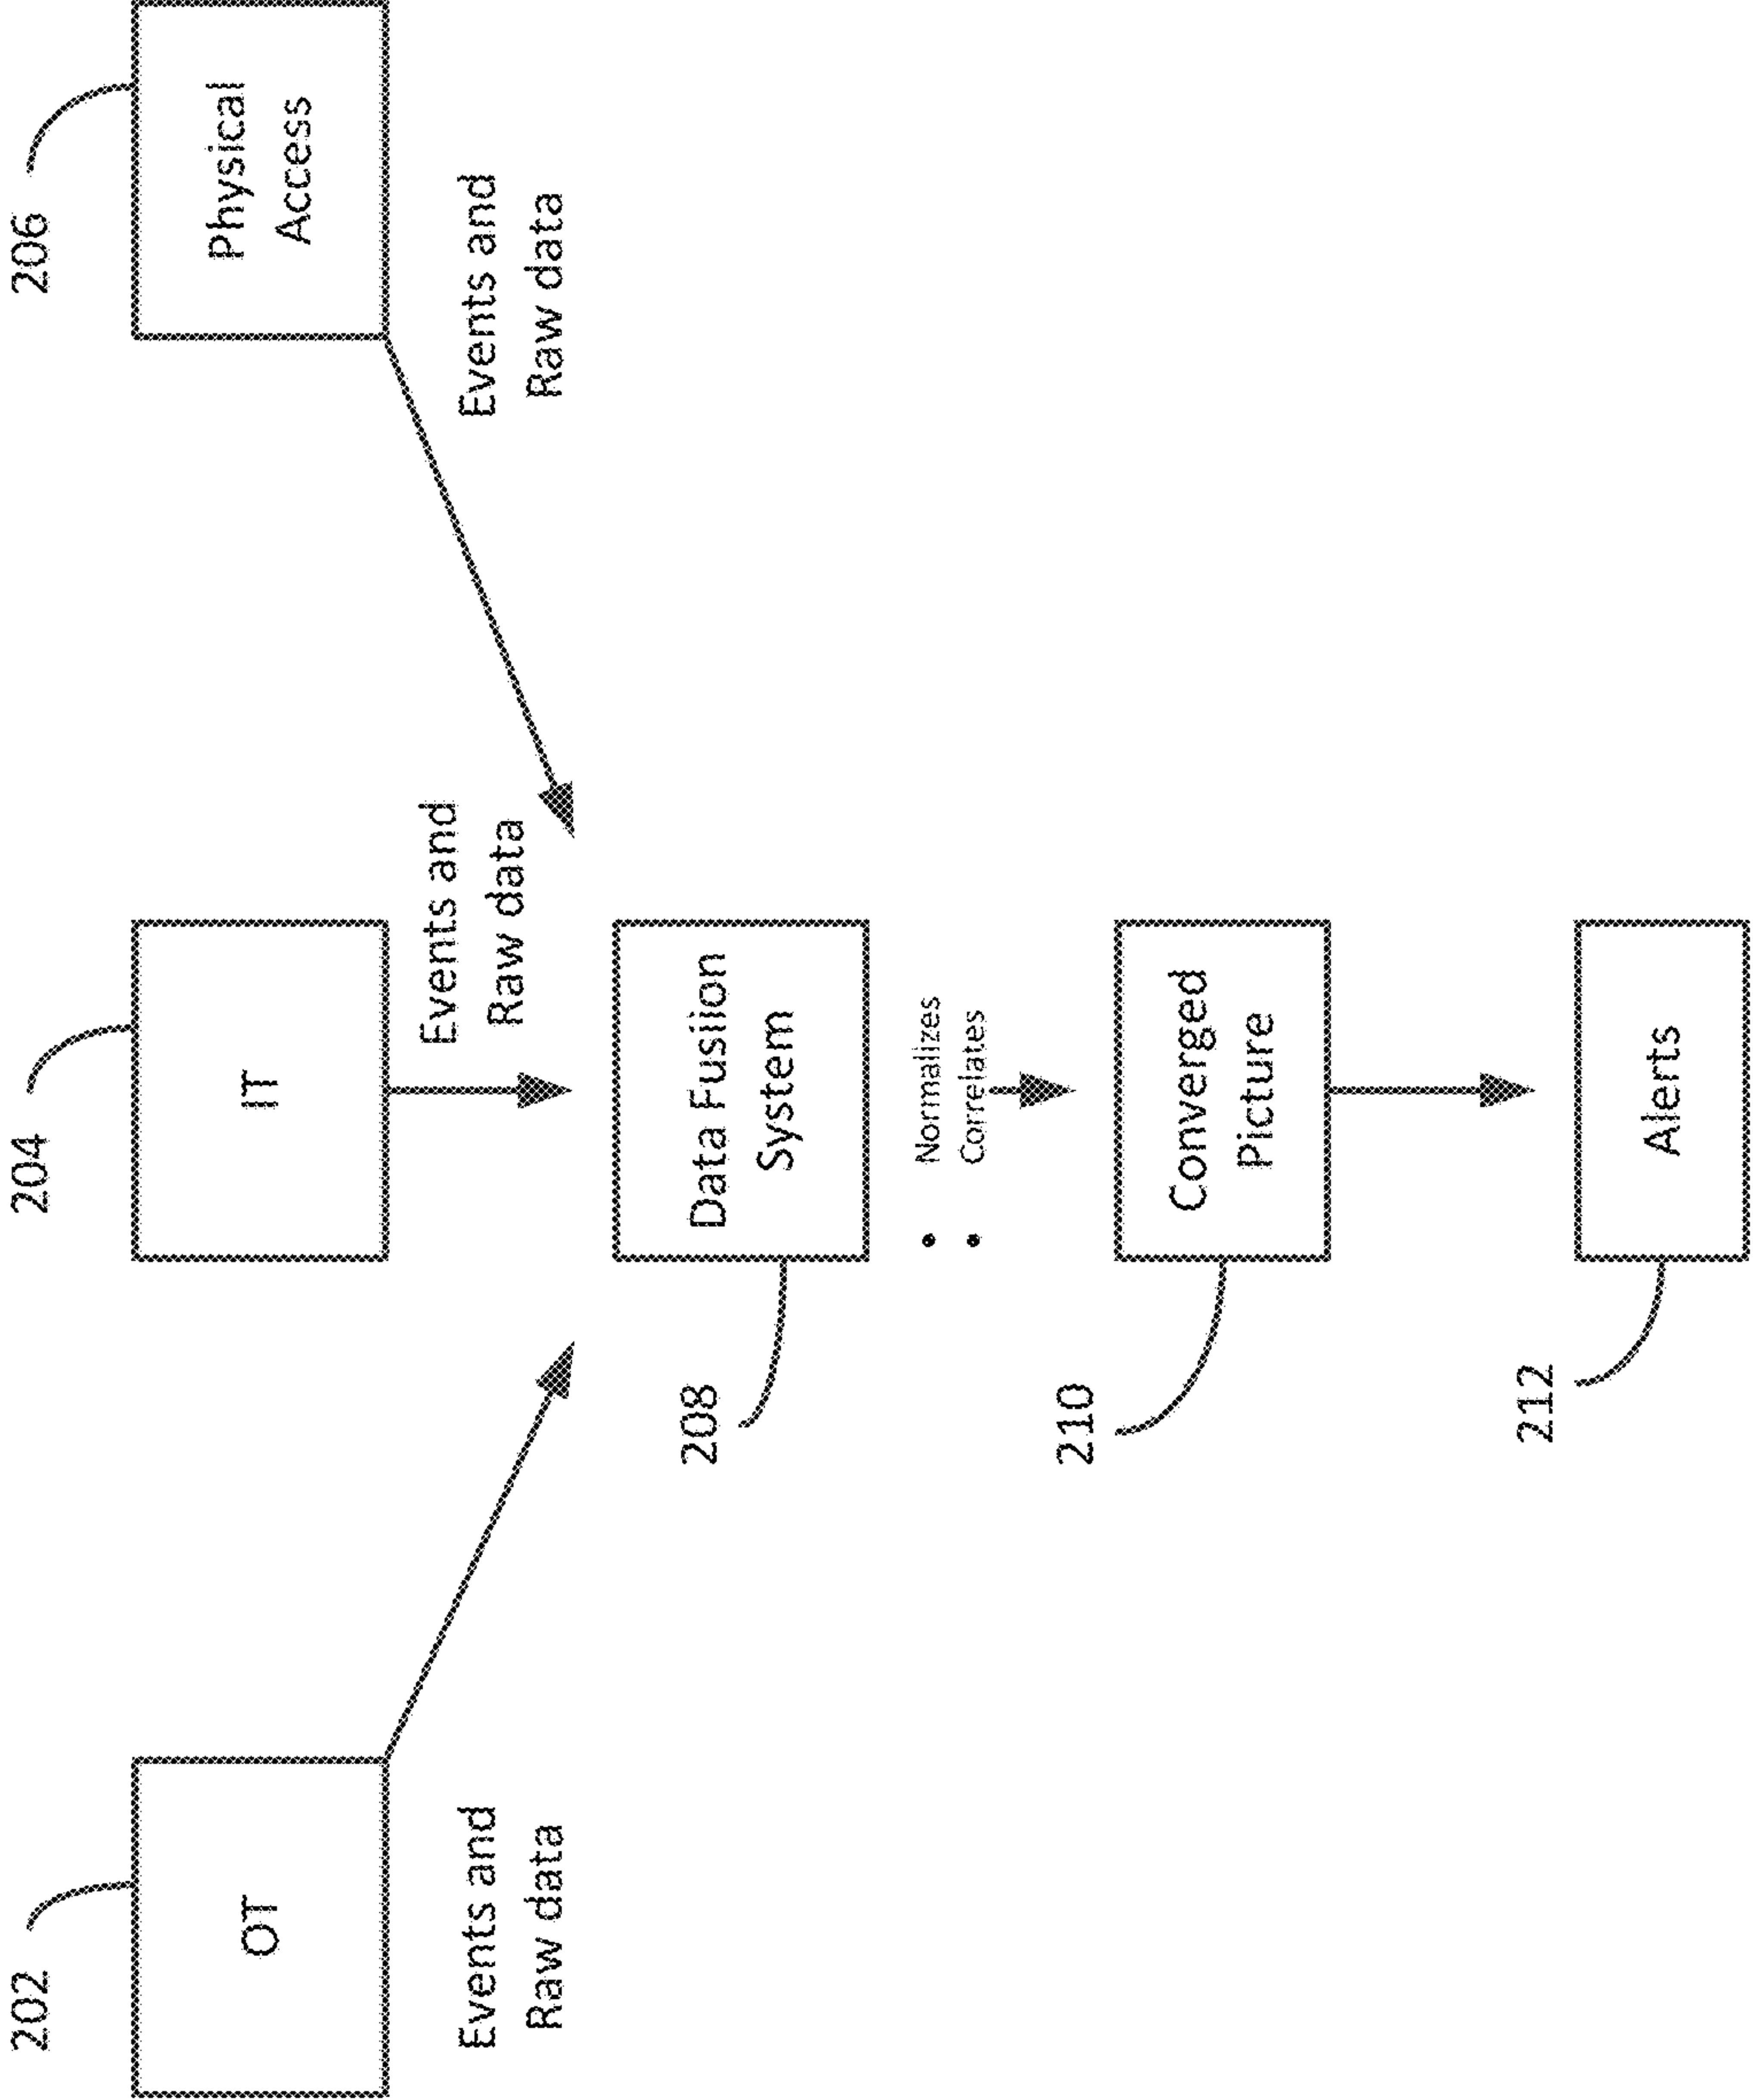 202
204
206
OT
IT
Physical
Access
Events and
Raw data
Events and
Raw data
Events and
Raw data
208
Data Fusiion
System
• Normalizes
• Correlates
210
Converged
Picture
212
Alerts